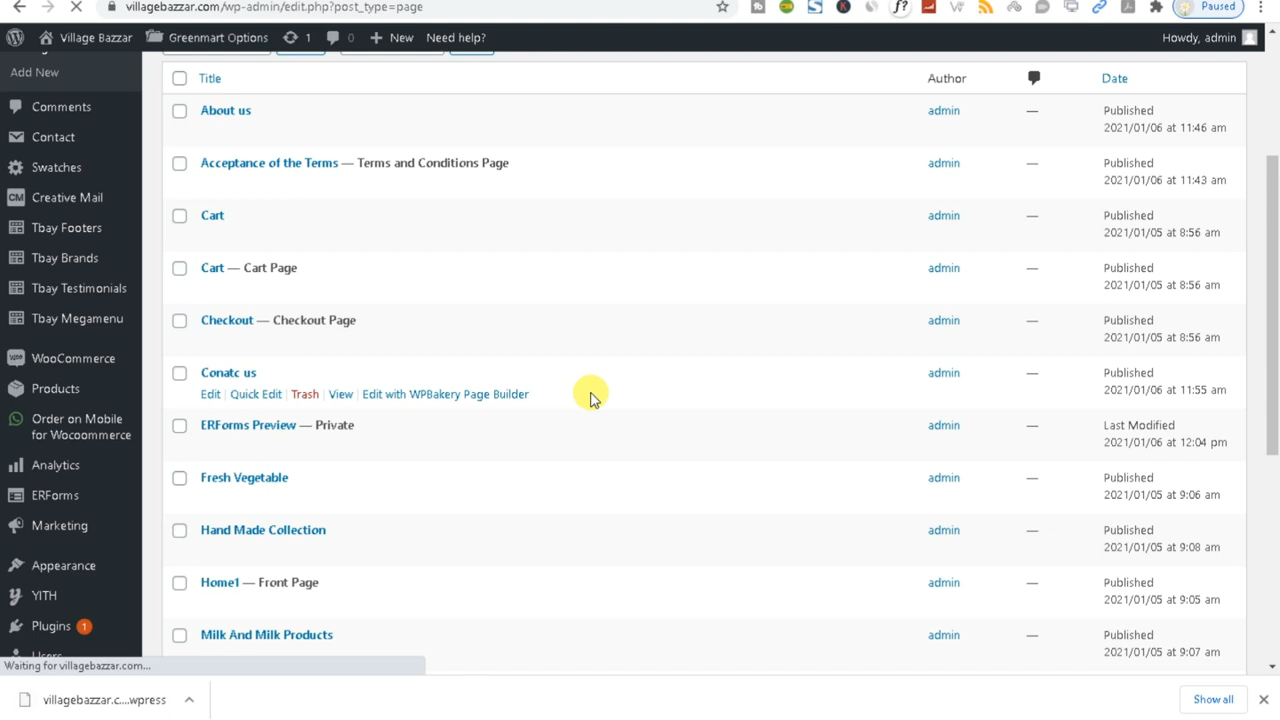 villagebazzar.com/wp-admin/edit.php?post_type=page
Paused
Village Bazzar Greenmart Options 1 0 New Need help? Howdy, admin
Add New
Comments
Contact
Swatches
CM Creative Mail
Tbay Footers
Tbay Brands
Tbay Testimonials
Tbay Megamenu
WooCommerce
Products
Order on Mobile
for Wocoommerce
Analytics
ERForms
Marketing
Appearance
YITH
Plugins 1
Title Author Date
About us admin — Published
2021/01/06 at 11:46 am
Acceptance of the Terms — Terms and Conditions Page admin — Published
2021/01/06 at 11:43 am
Cart admin — Published
2021/01/05 at 8:56 am
Cart — Cart Page admin — Published
2021/01/05 at 8:56 am
Checkout — Checkout Page admin — Published
2021/01/05 at 8:56 am
Conatc us admin — Published
Edit | Quick Edit | Trash | View | Edit with WPBakery Page Builder 2021/01/06 at 11:55 am
ERForms Preview — Private admin — Last Modified
2021/01/06 at 12:04 pm
Fresh Vegetable admin — Published
2021/01/05 at 9:06 am
Hand Made Collection admin — Published
2021/01/05 at 9:08 am
Home1 — Front Page admin — Published
2021/01/05 at 9:05 am
Milk And Milk Products admin — Published
2021/01/05 at 9:07 am
Waiting for villagebazzar.com...
villagebazzar.c....wpress Show all